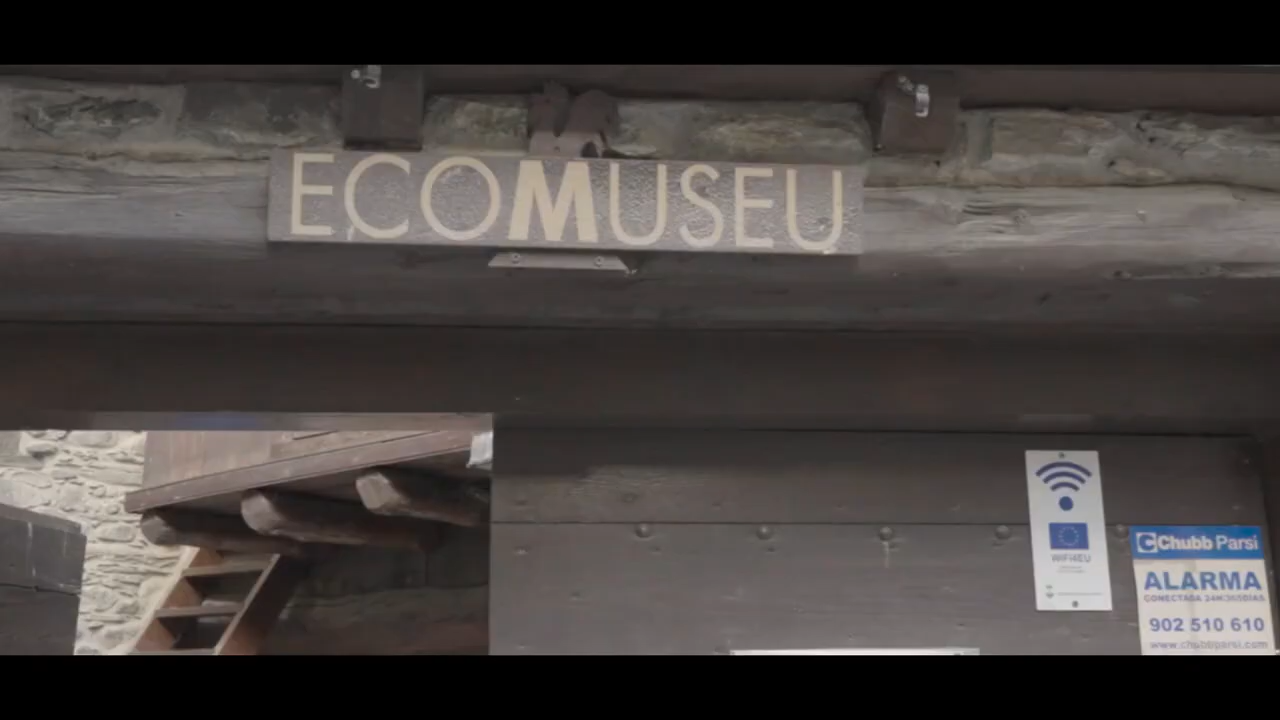 ECOMUSEU
WiFi4EU
Chubb Parsi
ALARMA
CONECTADA 24H/365DIAS
902 510 610
www.chubbparsi.com